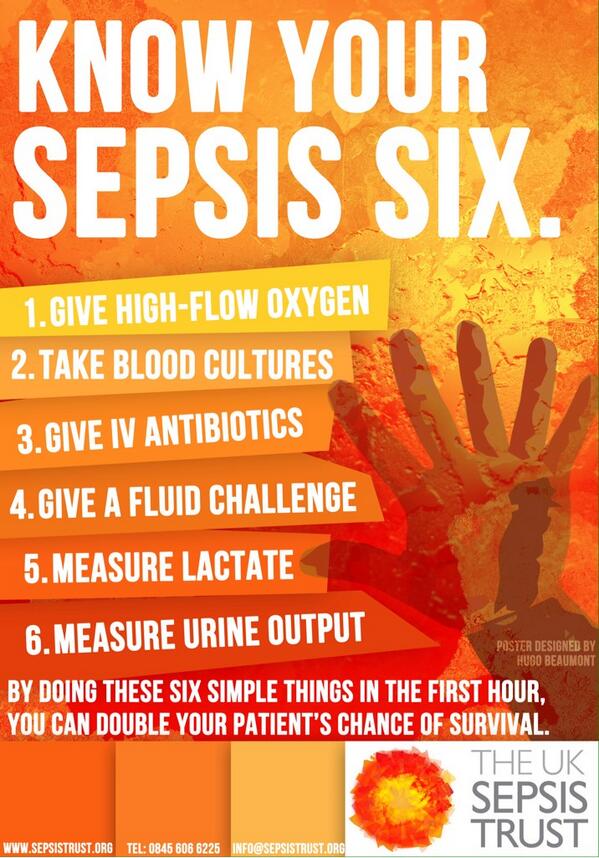 KNOW YOUR
SEPSIS SIX.
1. GIVE HIGH-FLOW OXYGEN
2. TAKE BLOOD CULTURES
3. GIVE IV ANTIBIOTICS
4. GIVE A FLUID CHALLENGE
5. MEASURE LACTATE
6. MEASURE URINE OUTPUT
POSTER DESIGNED BY
HUGO BEAUMONT
BY DOING THESE SIX SIMPLE THINGS IN THE FIRST HOUR,
YOU CAN DOUBLE YOUR PATIENT'S CHANCE OF SURVIVAL.
WWW.SEPSISTRUST.ORG TEL: 0845 606 6225 INFO@SEPSISTRUST.ORG
THE UK
SEPSIS
TRUST